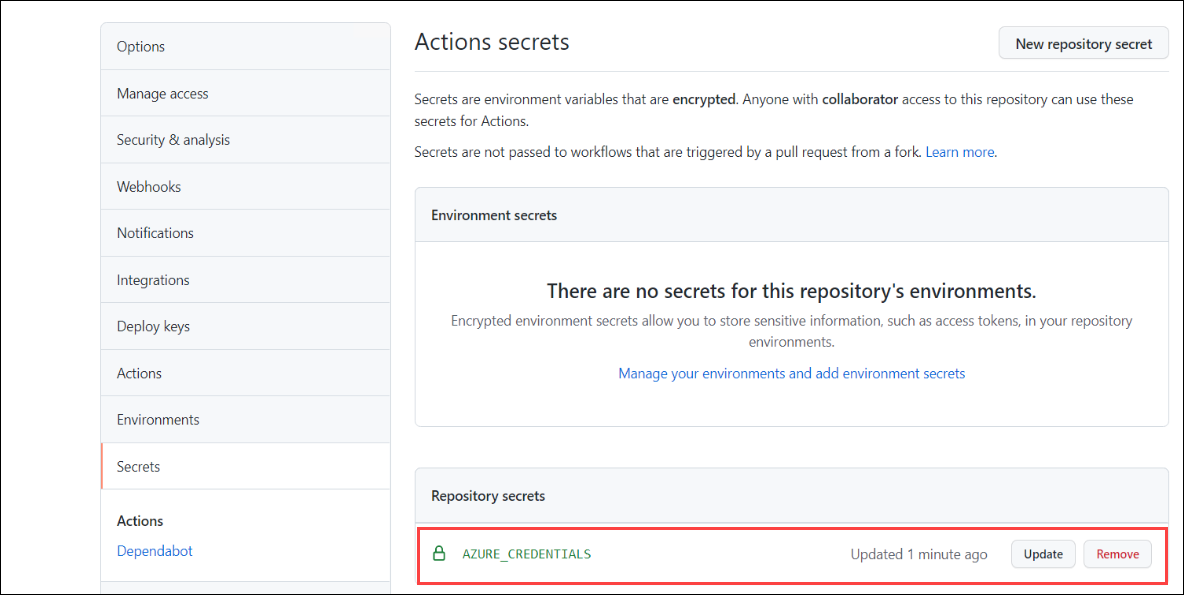 Options
Manage access
Security & analysis
Webhooks
Notifications
Integrations
Deploy keys
Actions
Environments
Secrets
Actions
Dependabot
Actions secrets
New repository secret
Secrets are environment variables that are encrypted. Anyone with collaborator access to this repository can use these
secrets for Actions.
Secrets are not passed to workflows that are triggered by a pull request from a fork. Learn more.
Environment secrets
There are no secrets for this repository's environments.
Encrypted environment secrets allow you to store sensitive information, such as access tokens, in your repository
environments.
Manage your environments and add environment secrets
Repository secrets
AZURE_CREDENTIALS Updated 1 minute ago Update Remove